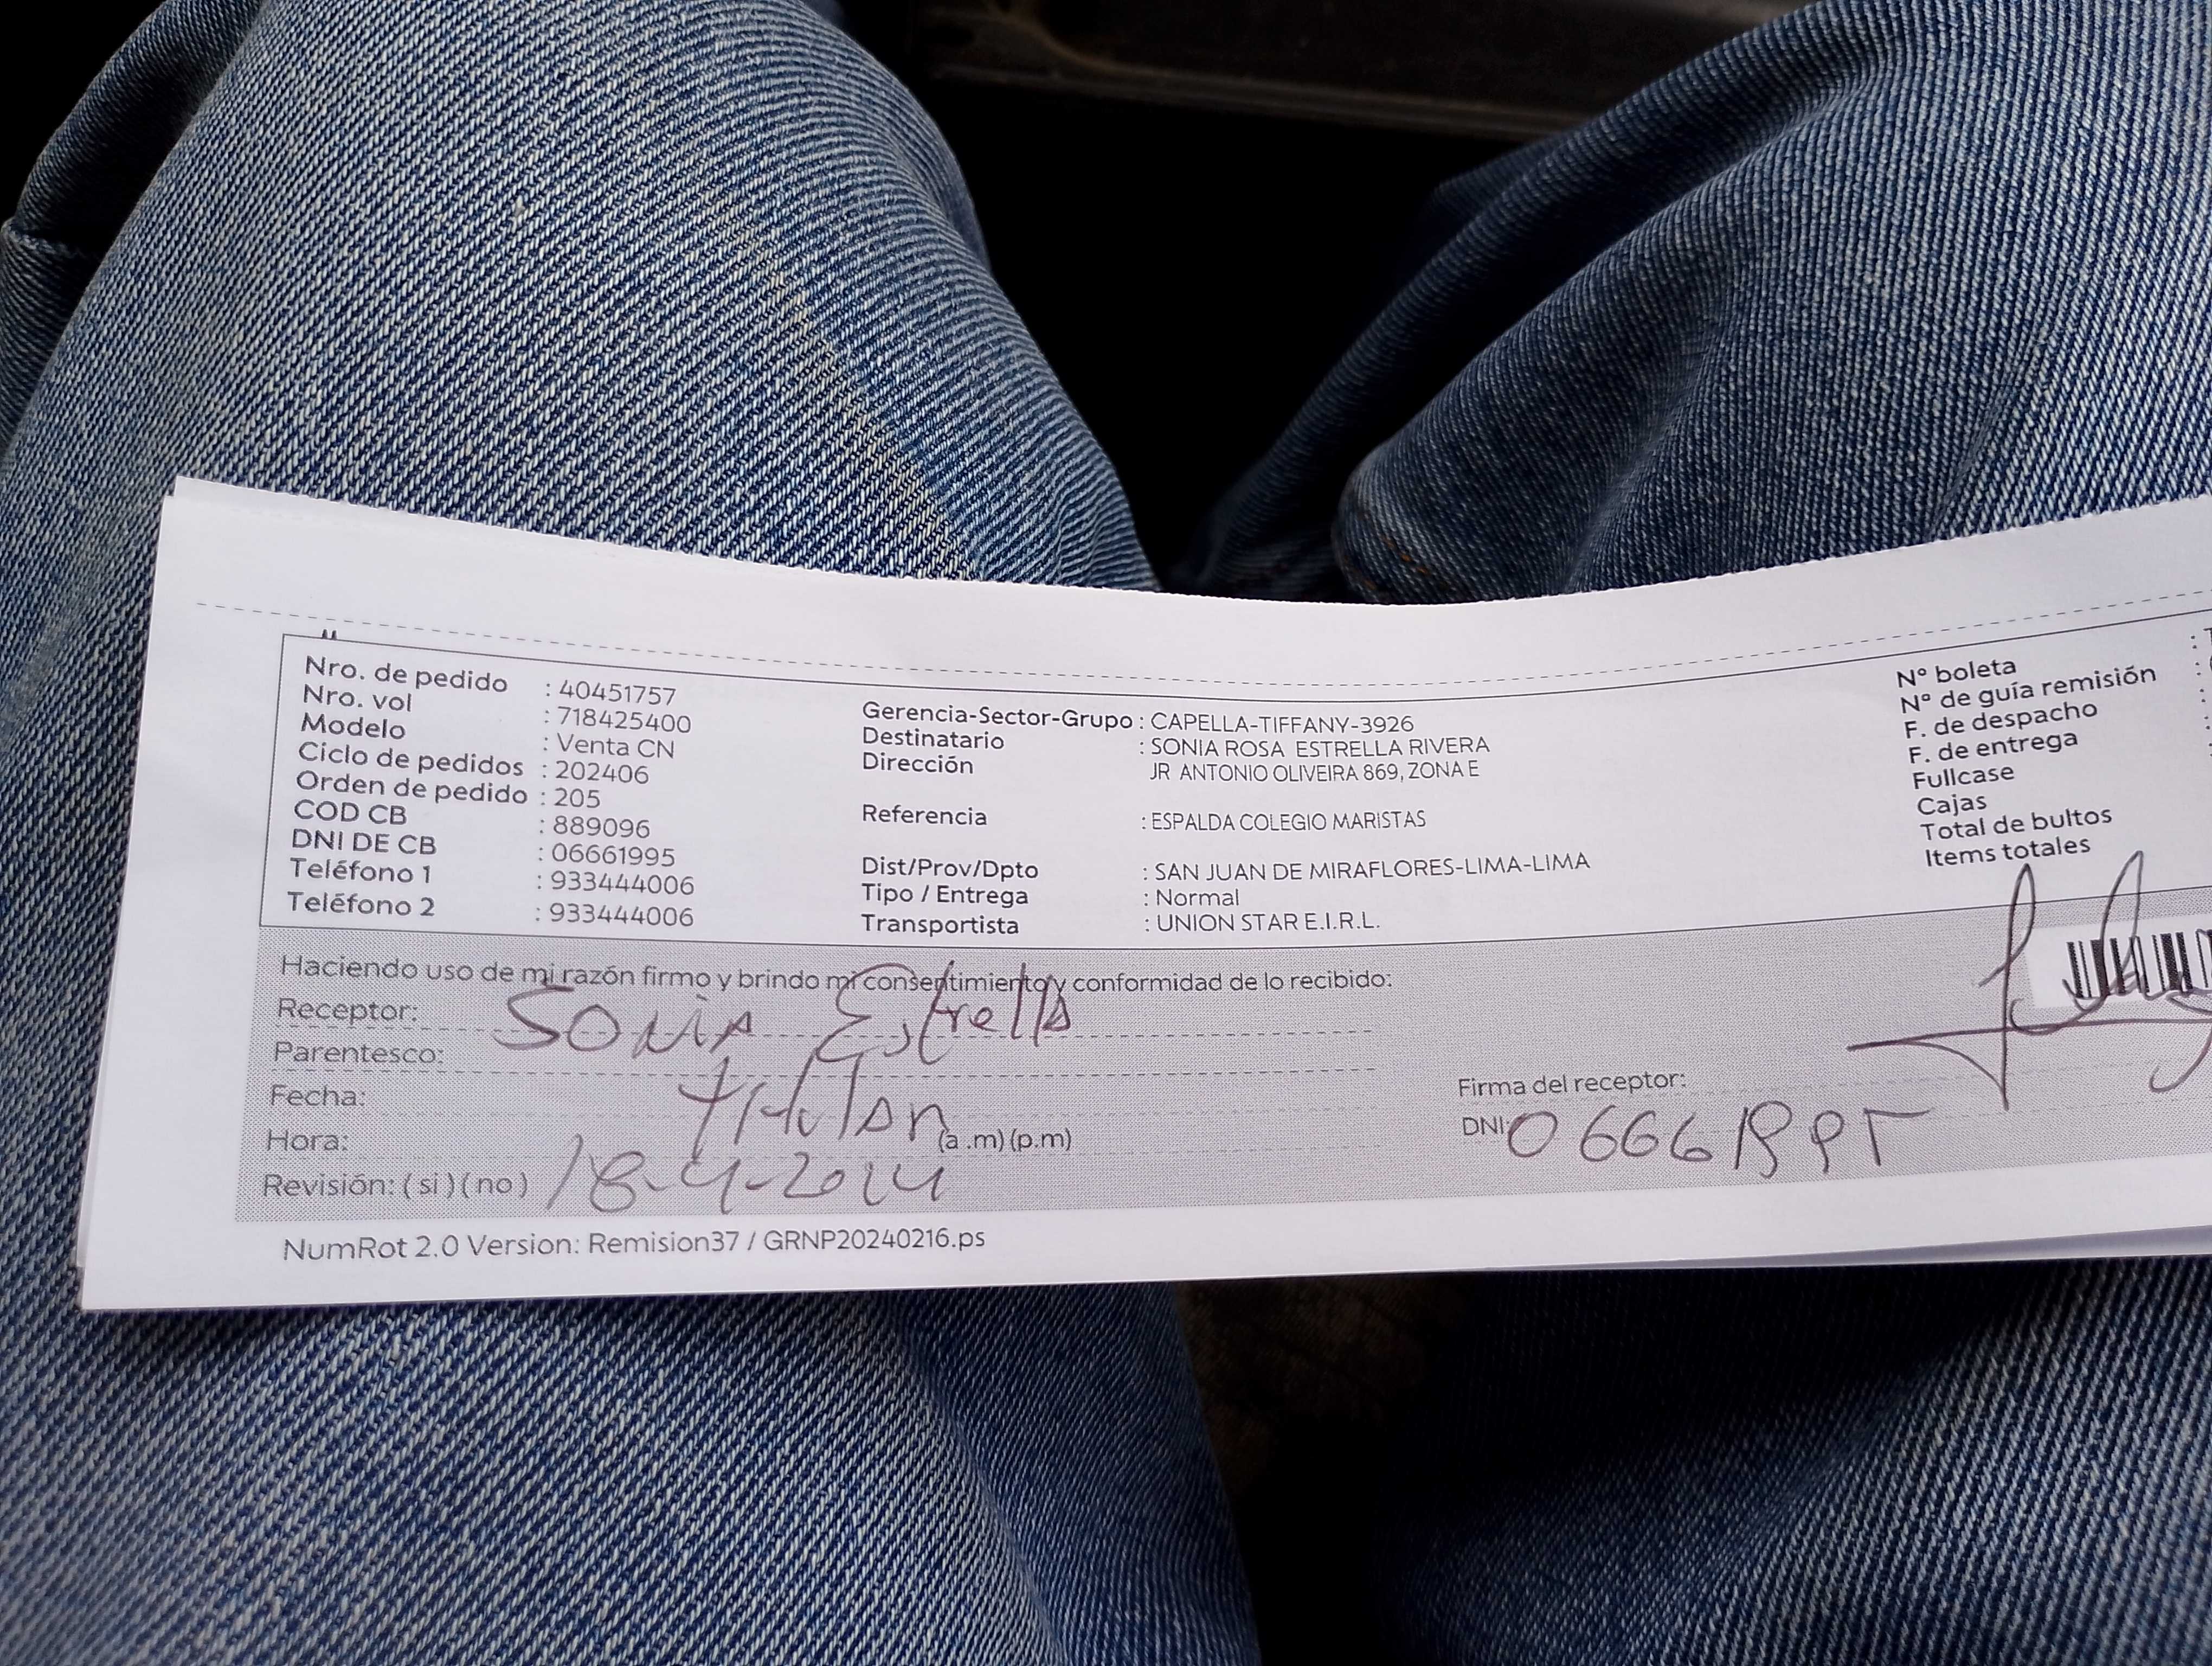 Nro. de pedido : 40451757
Nro. vol : 718425400
Modelo : Venta CN
Ciclo de pedidos : 202406
Orden de pedido : 205
COD CB : 889096
DNI DE CB : 06661995
Teléfono 1 : 933444006
Teléfono 2 : 933444006
Gerencia-Sector-Grupo : CAPELLA-TIFFANY-3926
Destinatario : SONIA ROSA ESTRELLA RIVERA
Dirección JR ANTONIO OLIVEIRA 869, ZONA E
Referencia : ESPALDA COLEGIO MARISTAS
Dist/Prov/Dpto : SAN JUAN DE MIRAFLORES-LIMA-LIMA
Tipo / Entrega : Normal
Transportista : UNION STAR E.I.R.L.
N° boleta :
N° de guía remisión :
F. de despacho :
F. de entrega :
Fullcase
Cajas
Total de bultos
Items totales
Haciendo uso de mi razón firmo y brindo mi consentimiento y conformidad de lo recibido:
Receptor: Sonia Estrella
Parentesco:
Fecha: titular
Hora: (a .m) (p.m)
Revisión: ( si ) ( no ) 18-4-2024
Firma del receptor:
DNI: 06661995
NumRot 2.0 Version: Remision37 / GRNP20240216.ps